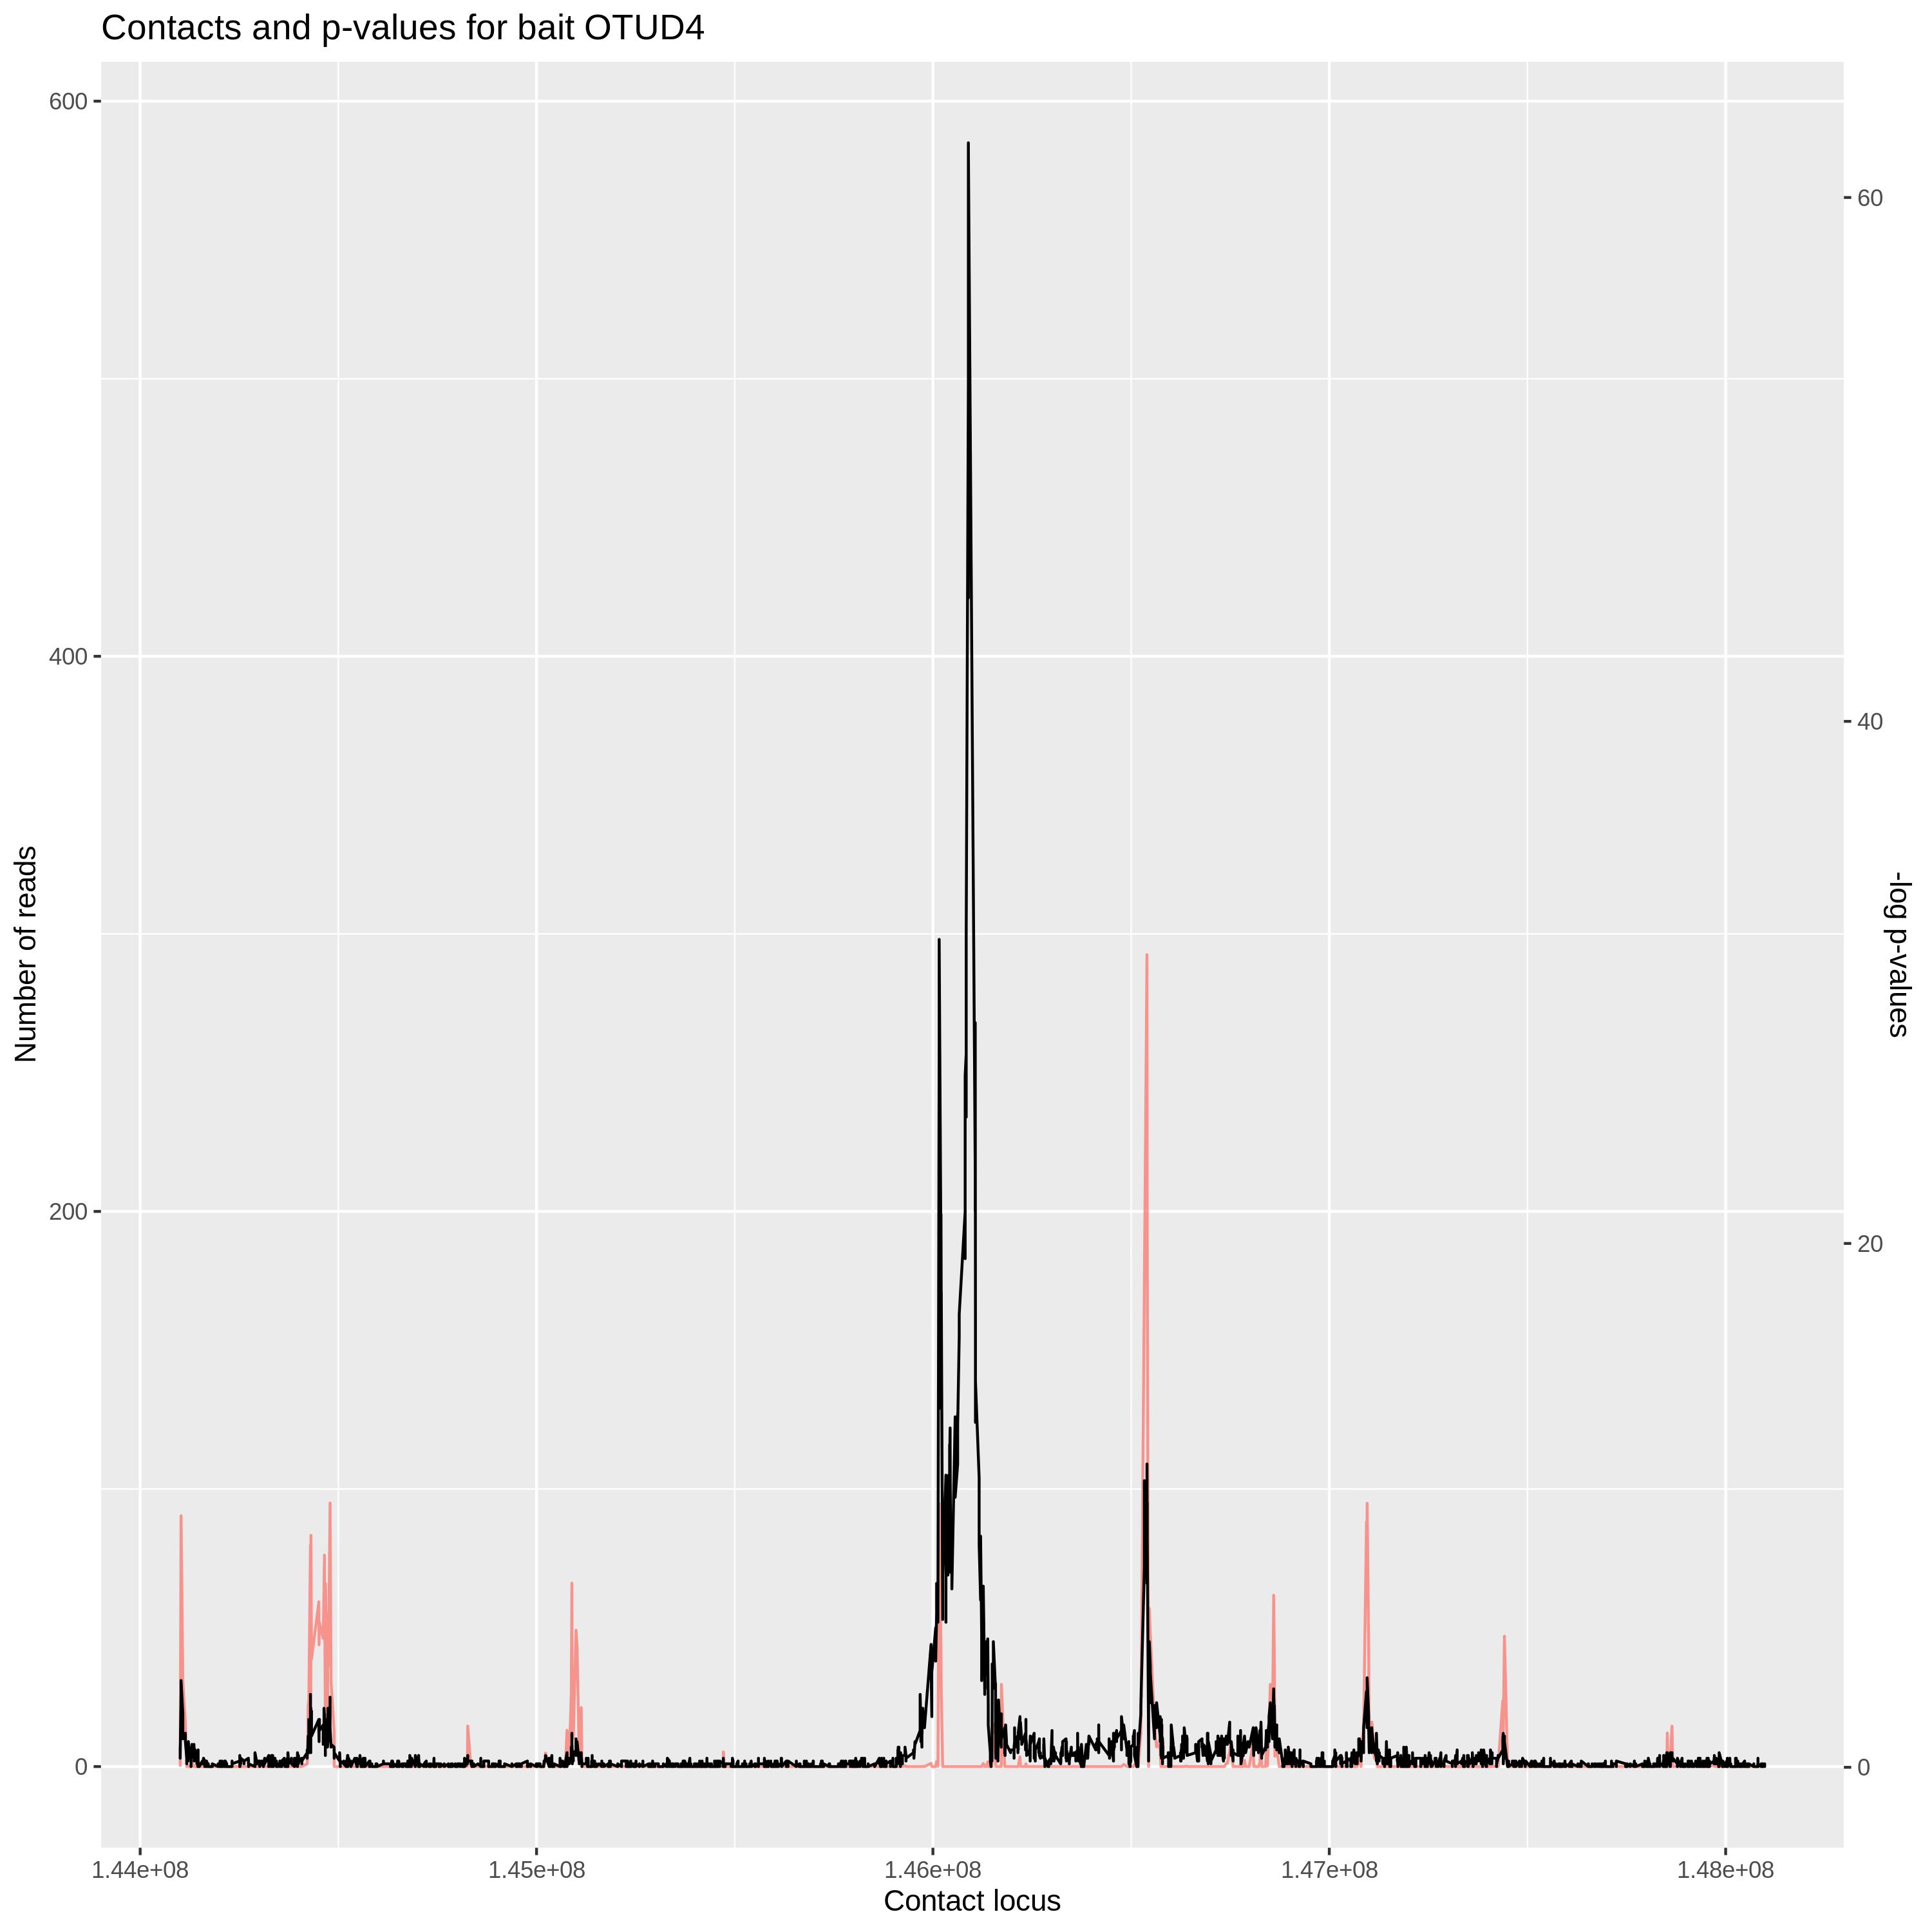 Contacts and p-values for bait OTUD4
600
400
200
0
Number of reads
60
40
20
0
-log p-values
1.44e+08 1.45e+08 1.46e+08 1.47e+08 1.48e+08
Contact locus